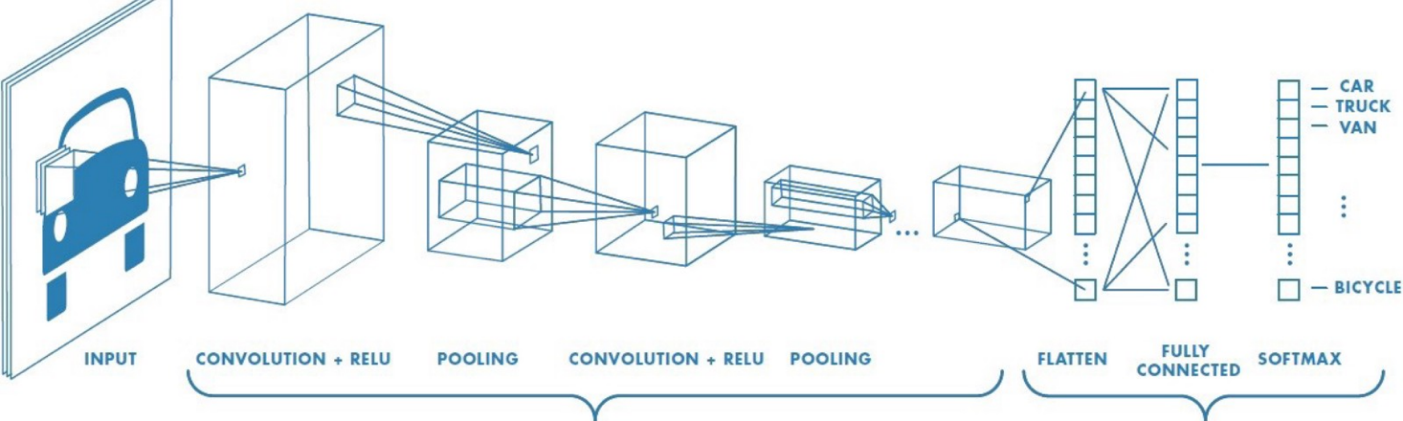 CAR
TRUCK
VAN
BICYCLE
INPUT
CONVOLUTION + RELU
POOLING
CONVOLUTION + RELU
POOLING
FLATTEN
FULLY
CONNECTED
SOFTMAX